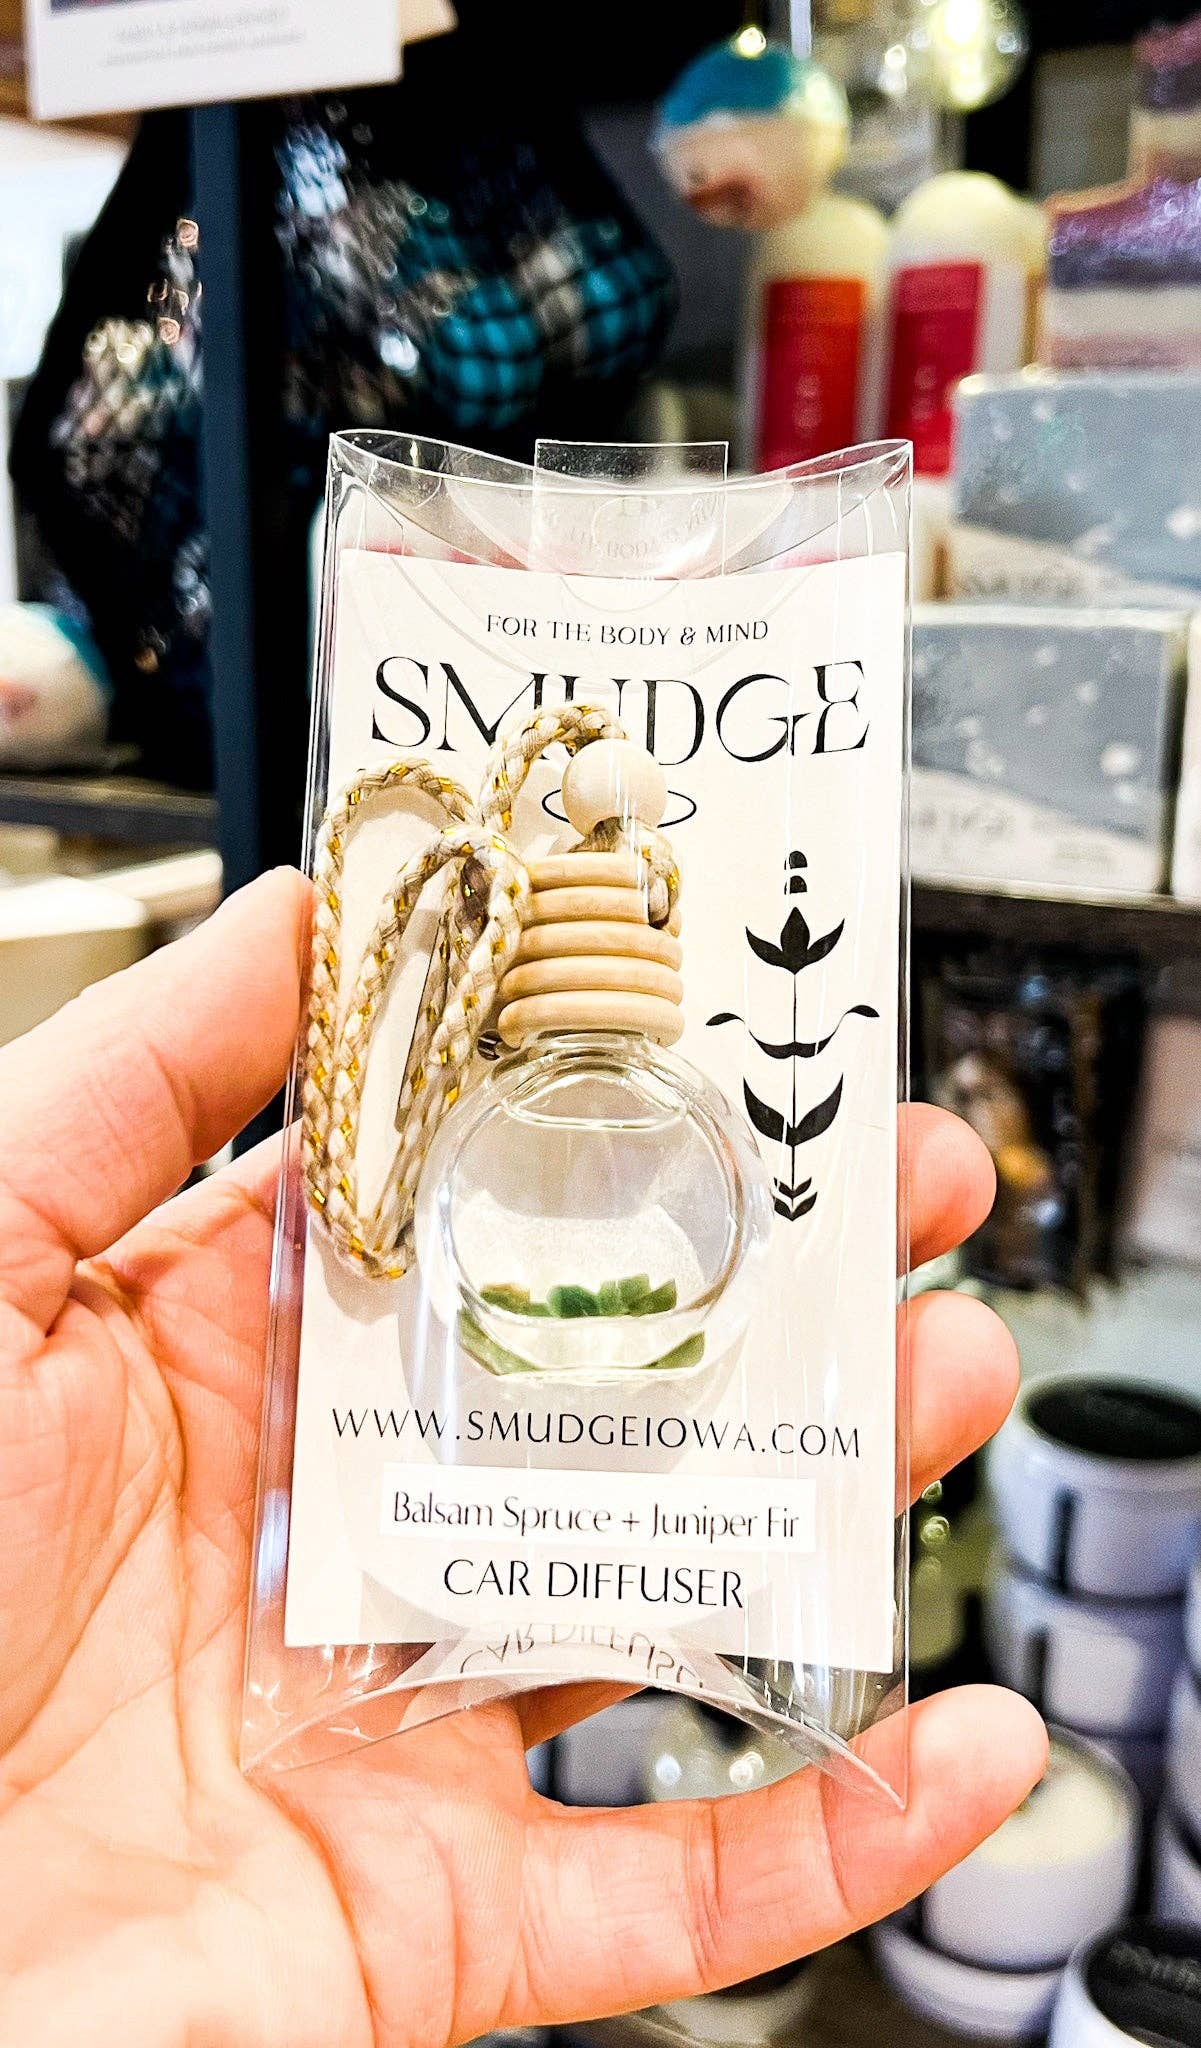 FOR THE BODY & MIND
SMUDGE
WWW.SMUDGEIOWA.COM
Balsam Spruce + Juniper Fir
CAR DIFFUSER